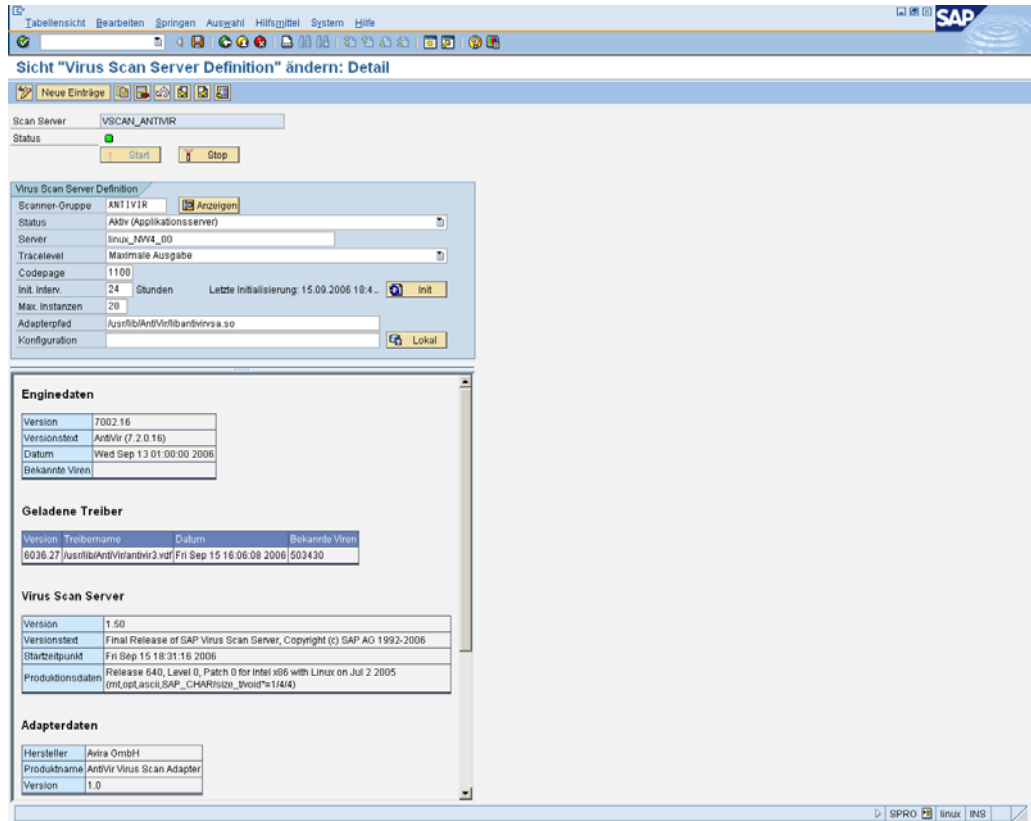 Tabellensicht Bearbeiten Springen Auswahl Hilfsmittel System Hilfe
SAP
Sicht "Virus Scan Server Definition" ändern: Detail
Neue Einträge
Scan Server VSCAN_ANTIVIR
Status
Start Stop
Virus Scan Server Definition
Scanner-Gruppe ANTIVIR Anzeigen
Status Aktiv (Applikationsserver)
Server linux_NW4_00
Tracelevel Maximale Ausgabe
Codepage 1100
Init. Interv. 24 Stunden Letzte Initialisierung: 15.09.2006 18:4... Init
Max. Instanzen 28
Adapterpfad /usr/lib/AntiVir/libantivirvsa.so
Konfiguration Lokal
Enginedaten
Version 7002.16
Versionstext AntiVir (7.2.0.16)
Datum Wed Sep 13 01:00:00 2006
Bekannte Viren
Geladene Treiber
Version Treibername Datum Bekannte Viren
6036.27 /usr/lib/AntiVir/antivir3.vdf Fri Sep 15 16:06:08 2006 503430
Virus Scan Server
Version 1.50
Versionstext Final Release of SAP Virus Scan Server, Copyright (c) SAP AG 1992-2006
Startzeitpunkt Fri Sep 15 18:31:16 2006
Produktionsdaten Release 640, Level 0, Patch 0 for Intel x86 with Linux on Jul 2 2005
(mt,opt,ascii,SAP_CHAR/size_t/void*=1/4/4)
Adapterdaten
Hersteller Avira GmbH
Produktname AntiVir Virus Scan Adapter
Version 1.0
SPRO linux INS